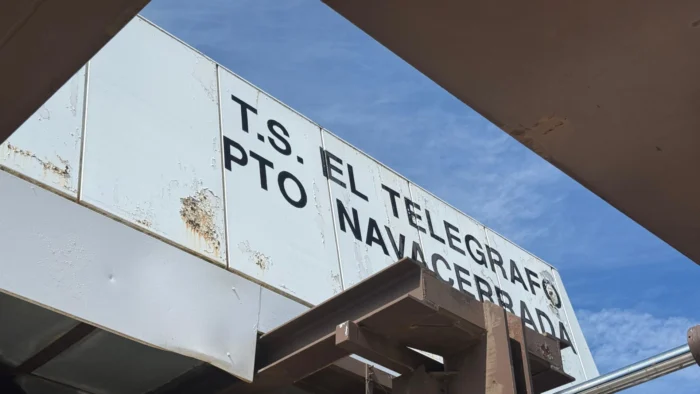 T.S. EL TELEGRAFO
PTO NAVACERRADA